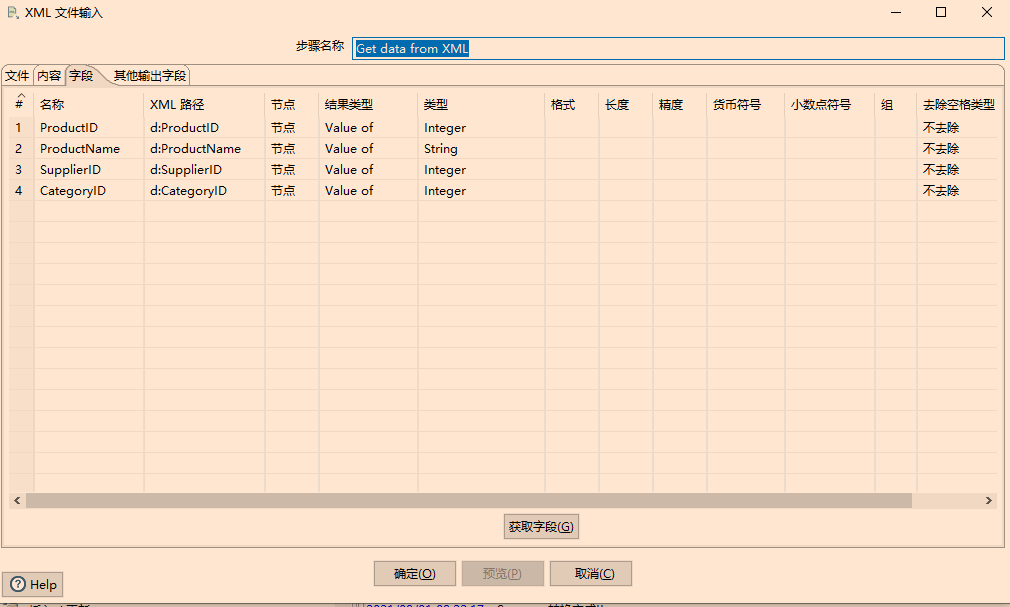 XML 文件输入
步骤名称 Get data from XML
文件 内容 字段 其他输出字段
# 名称 XML 路径 节点 结果类型 类型 格式 长度 精度 货币符号 小数点符号 组 去除空格类型
1 ProductID d:ProductID 节点 Value of Integer 不去除
2 ProductName d:ProductName 节点 Value of String 不去除
3 SupplierID d:SupplierID 节点 Value of Integer 不去除
4 CategoryID d:CategoryID 节点 Value of Integer 不去除
获取字段(G)
确定(O) 预览(P) 取消(C)
Help